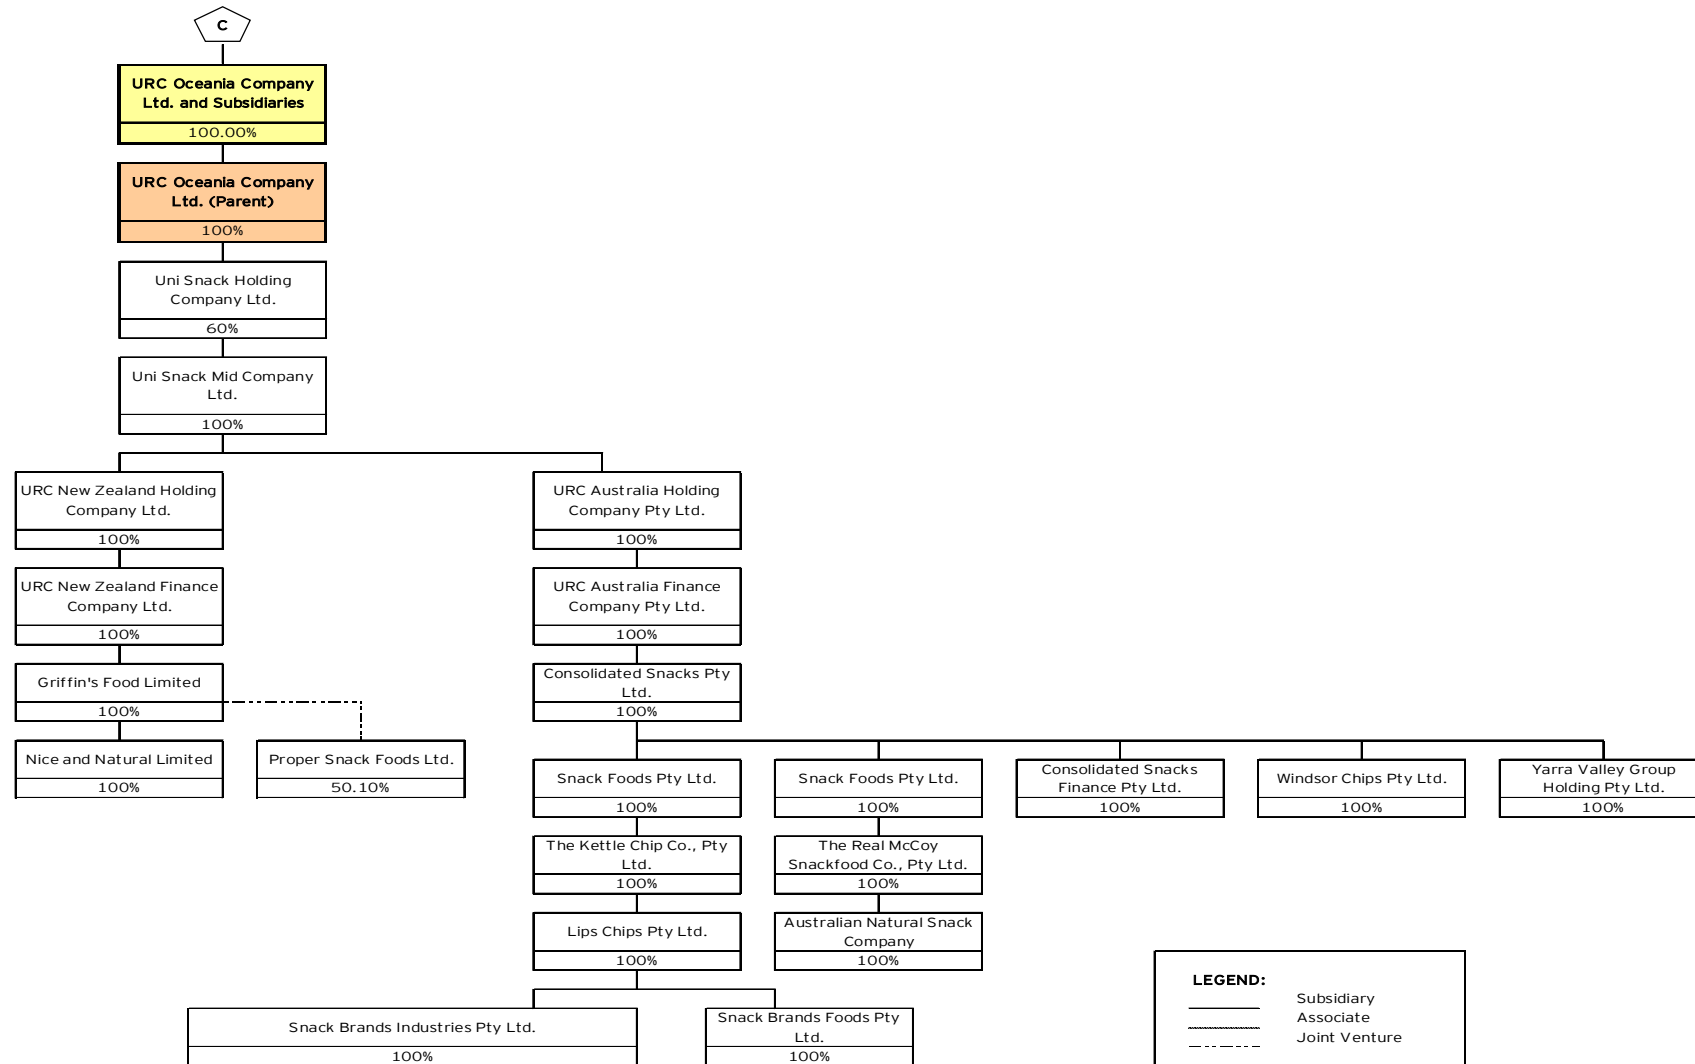 C
URC Oceania Company
Ltd. and Subsidiaries
100.00%
URC Oceania Company
Ltd. (Parent)
100%
Uni Snack Holding
Company Ltd.
60%
Uni Snack Mid Company
Ltd.
100%
URC New Zealand Holding
Company Ltd.
100%
URC Australia Holding
Company Pty Ltd.
100%
URC New Zealand Finance
Company Ltd.
100%
URC Australia Finance
Company Pty Ltd.
100%
Griffin's Food Limited
100%
Consolidated Snacks Pty
Ltd.
100%
Nice and Natural Limited
100%
Proper Snack Foods Ltd.
50.10%
Snack Foods Pty Ltd.
100%
Snack Foods Pty Ltd.
100%
Consolidated Snacks
Finance Pty Ltd.
100%
Windsor Chips Pty Ltd.
100%
Yarra Valley Group
Holding Pty Ltd.
100%
The Kettle Chip Co., Pty
Ltd.
100%
The Real McCoy
Snackfood Co., Pty Ltd.
100%
Lips Chips Pty Ltd.
100%
Australian Natural Snack
Company
100%
Snack Brands Industries Pty Ltd.
100%
Snack Brands Foods Pty
Ltd.
100%
LEGEND:
Subsidiary
Associate
Joint Venture